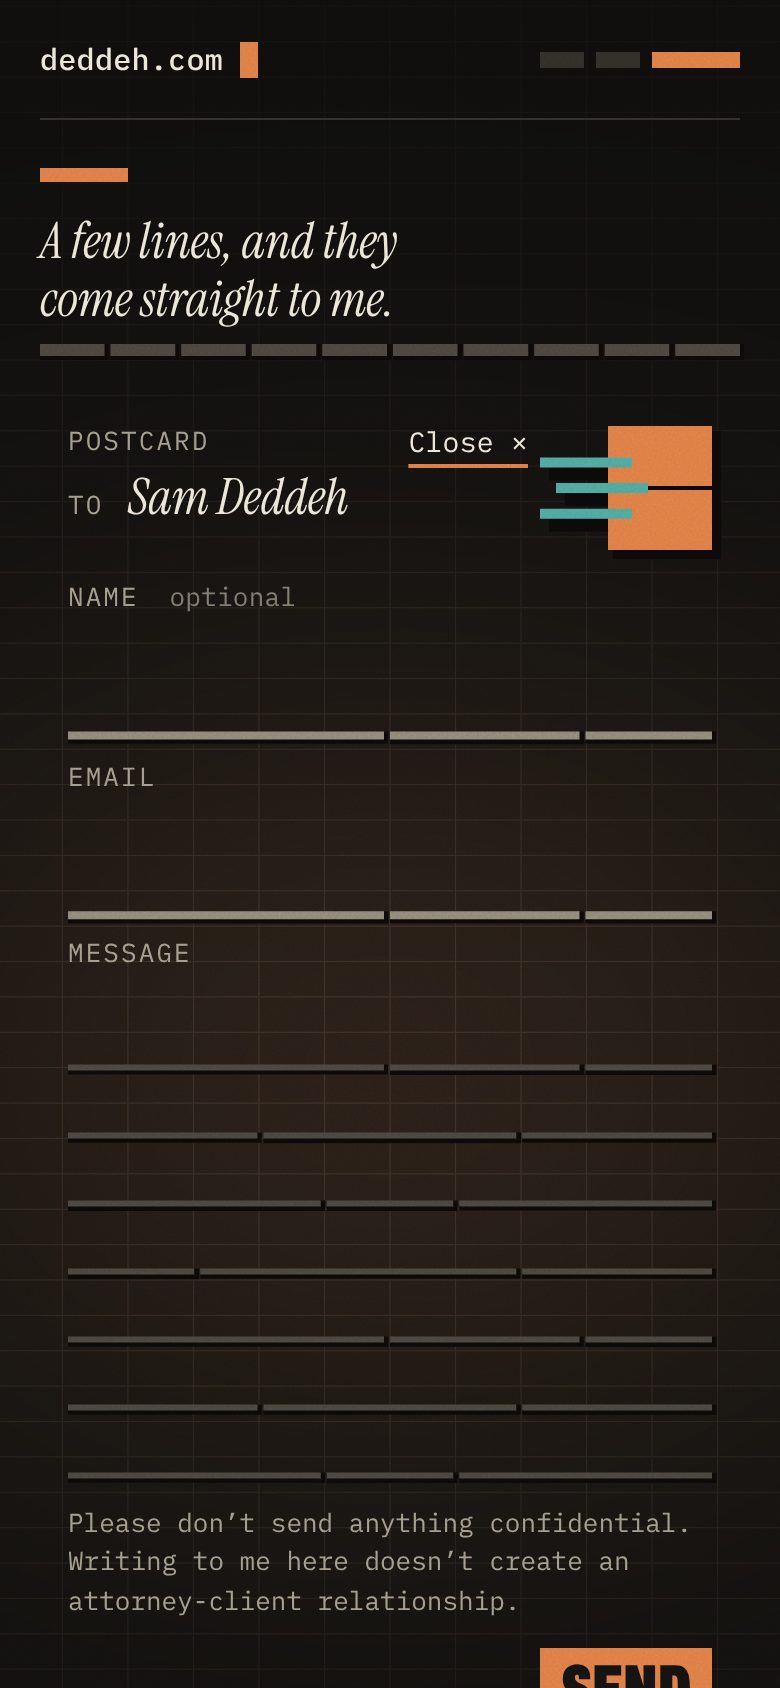 deddeh.com
A few lines, and they
come straight to me.
POSTCARD
Close ×
TO Sam Deddeh
NAME optional
EMAIL
MESSAGE
Please don’t send anything confidential.
Writing to me here doesn’t create an
attorney-client relationship.
SEND